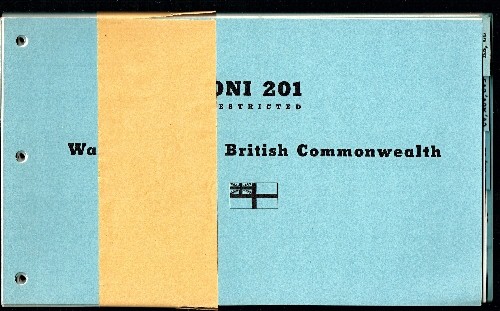 ONI 201
ESTRICTED
Wa British Commonwealth